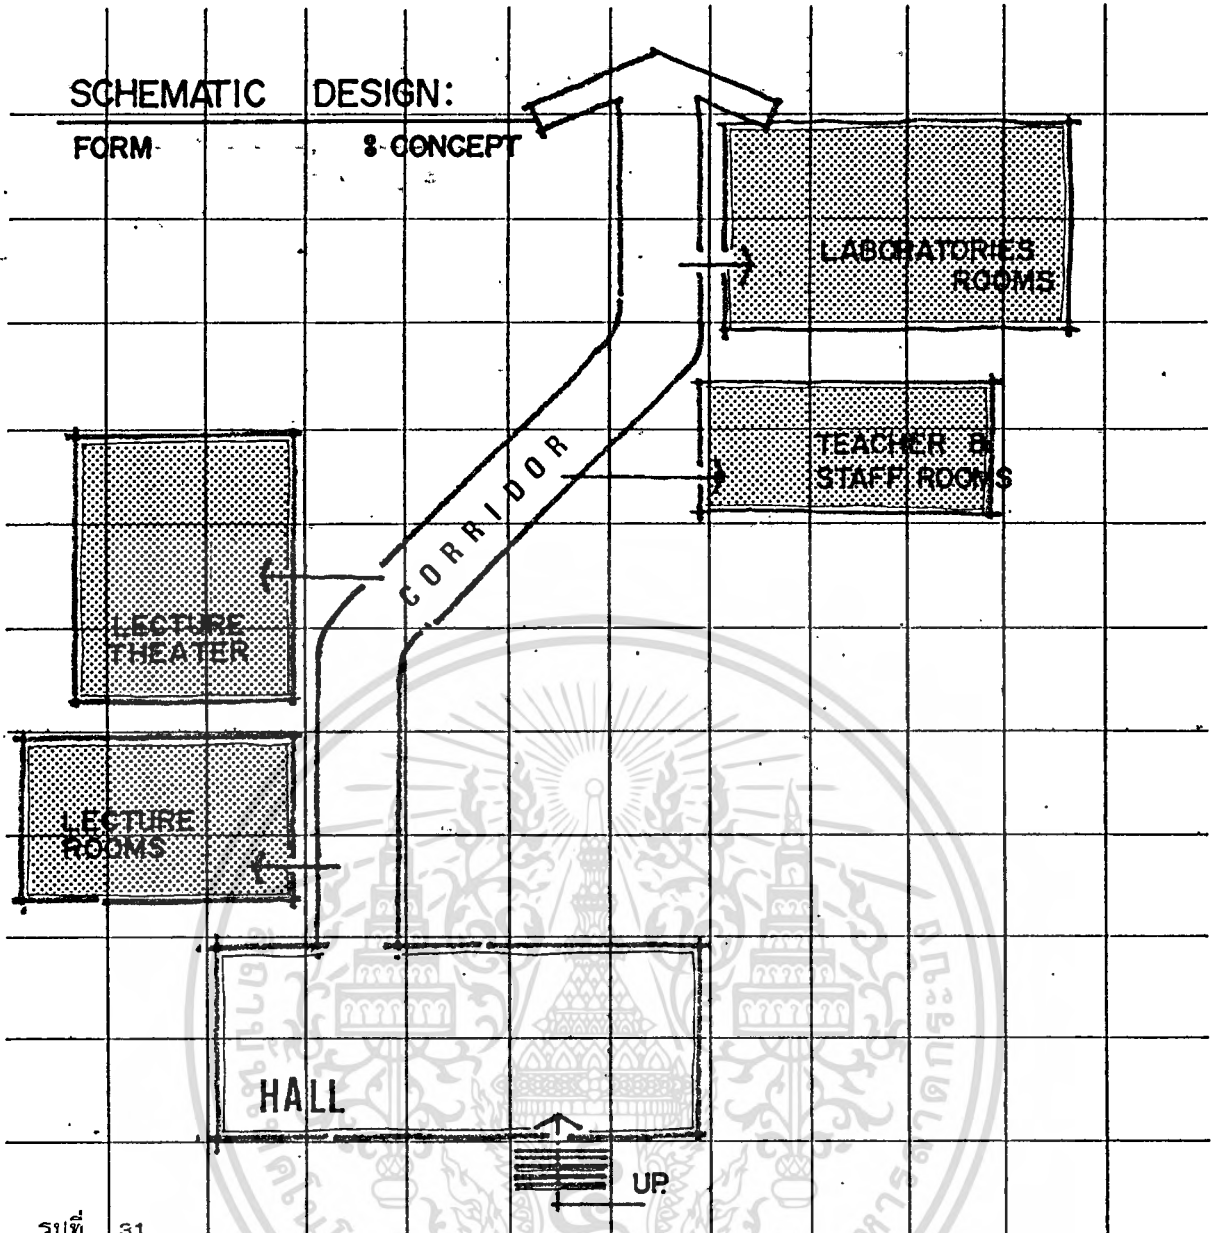 SCHEMATIC DESIGN:
FORM : CONCEPT
LABORATORIES
ROOMS
TEACHER &
STAFF ROOMS
CORRIDOR
LECTURE
THEATER
LECTURE
ROOMS
HALL
UP.
รูปที่ 31